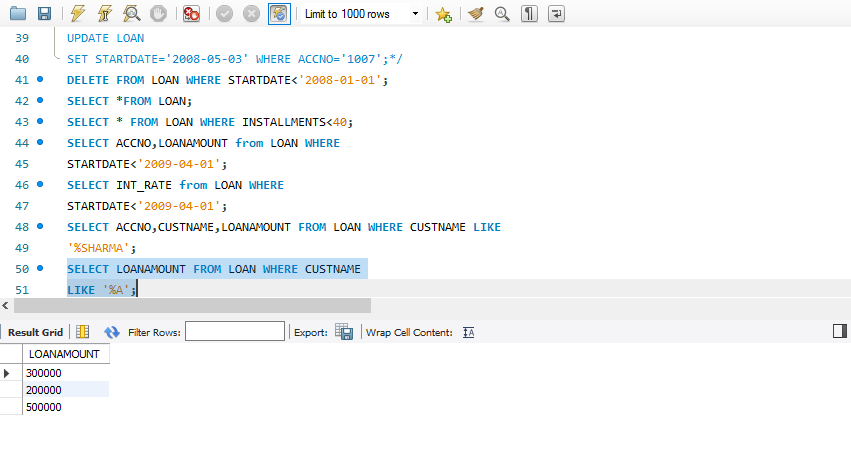 Limit to 1000 rows
39 UPDATE LOAN
40 SET STARTDATE='2008-05-03' WHERE ACCNO='1007';*/
41 DELETE FROM LOAN WHERE STARTDATE<'2008-01-01';
42 SELECT *FROM LOAN;
43 SELECT * FROM LOAN WHERE INSTALLMENTS<40;
44 SELECT ACCNO,LOANAMOUNT from LOAN WHERE
45 STARTDATE<'2009-04-01';
46 SELECT INT_RATE from LOAN WHERE
47 STARTDATE<'2009-04-01';
48 SELECT ACCNO,CUSTNAME,LOANAMOUNT FROM LOAN WHERE CUSTNAME LIKE
49 '%SHARMA';
50 SELECT LOANAMOUNT FROM LOAN WHERE CUSTNAME
51 LIKE '%A';
Result Grid Filter Rows: Export: Wrap Cell Content:
LOANAMOUNT
300000
200000
500000